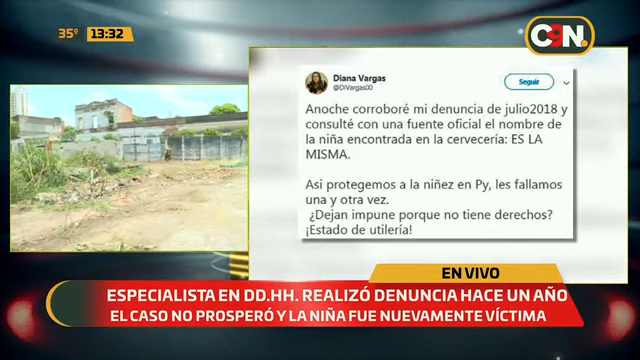 35º 13:32
C9N.
Diana Vargas
@DiVargas00
Seguir
Anoche corroboré mi denuncia de julio2018 y
consulté con una fuente oficial el nombre de
la niña encontrada en la cervecería: ES LA
MISMA.
Asi protegemos a la niñez en Py, les fallamos
una y otra vez.
¿Dejan impune porque no tiene derechos?
¡Estado de utilería!
EN VIVO
ESPECIALISTA EN DD.HH. REALIZÓ DENUNCIA HACE UN AÑO
EL CASO NO PROSPERÓ Y LA NIÑA FUE NUEVAMENTE VÍCTIMA